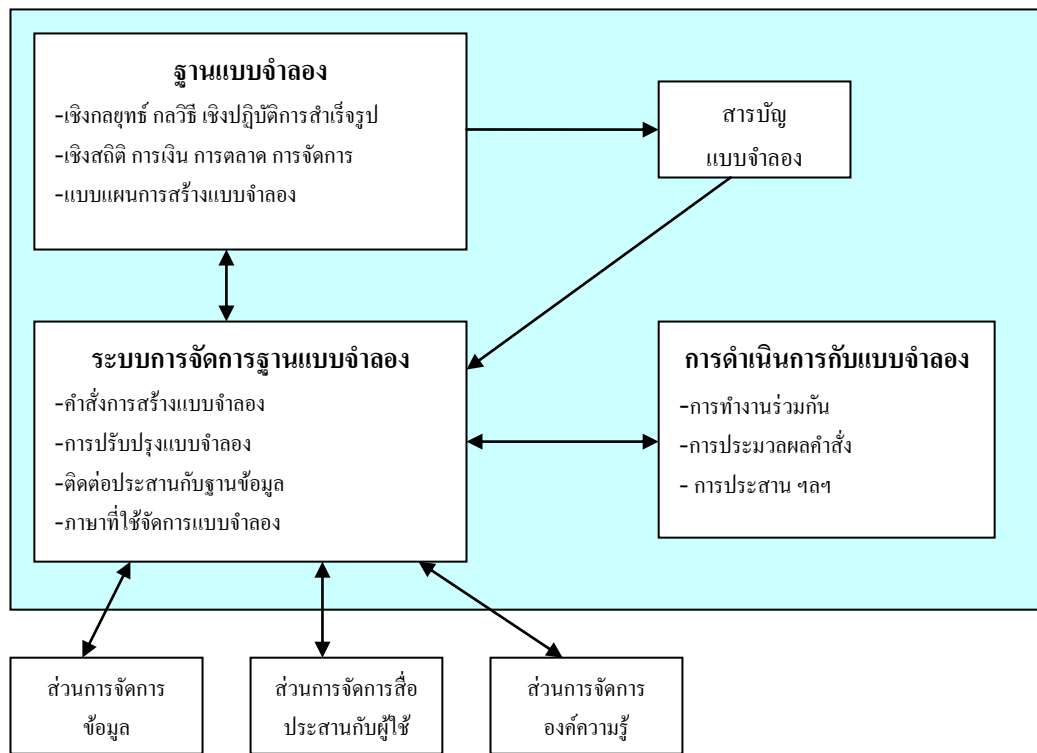 ฐานแบบจำลอง
-เชิงกลยุทธ์ กลวิธี เชิงปฏิบัติการสำเร็จรูป
-เชิงสถิติ การเงิน การตลาด การจัดการ
-แบบแผนการสร้างแบบจำลอง
สารบัญ
แบบจำลอง
ระบบการจัดการฐานแบบจำลอง
-คำสั่งการสร้างแบบจำลอง
-การปรับปรุงแบบจำลอง
-ติดต่อประสานกับฐานข้อมูล
-ภาษาที่ใช้จัดการแบบจำลอง
การดำเนินการกับแบบจำลอง
-การทำงานร่วมกัน
-การประมวลผลคำสั่ง
- การประสาน ฯลฯ
ส่วนการจัดการ
ข้อมูล
ส่วนการจัดการสื่อ
ประสานกับผู้ใช้
ส่วนการจัดการ
องค์ความรู้